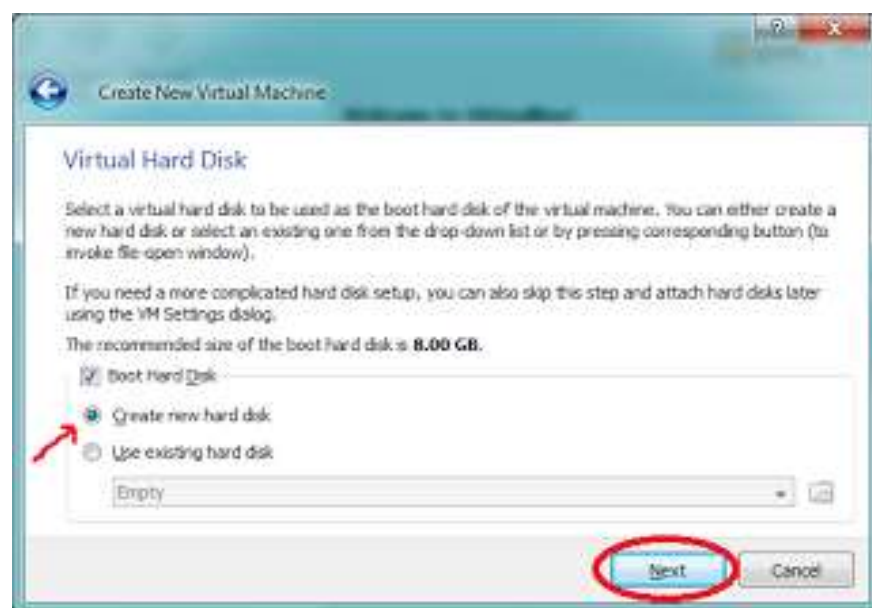 Create New Virtual Machine
Virtual Hard Disk
Select a virtual hard disk to be used as the boot hard disk of the virtual machine. You can either create a
new hard disk or select an existing one from the drop-down list or by pressing corresponding button (to
invoke file-open window).
If you need a more complicated hard disk setup, you can also skip this step and attach hard disks later
using the VM Settings dialog.
The recommended size of the boot hard disk is 8.00 GB.
Boot Hard Disk
Create new hard disk
Use existing hard disk
Empty
Next
Cancel